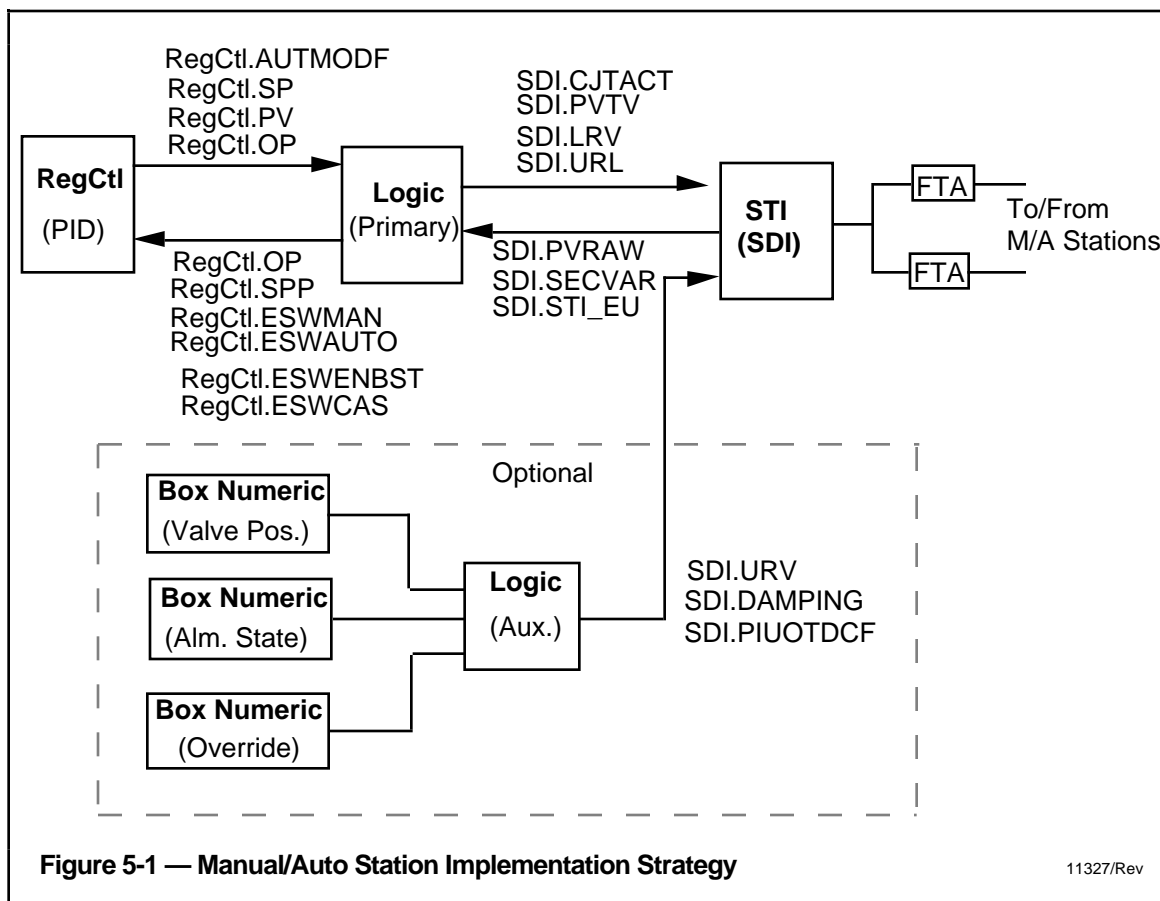 RegCtl.AUTMODF
RegCtl.SP
RegCtl.PV
RegCtl.OP
SDI.CJTACT
SDI.PVTV
SDI.LRV
SDI.URL
RegCtl
(PID)
Logic
(Primary)
STI
(SDI)
FTA
FTA
To/From
M/A Stations
RegCtl.OP
RegCtl.SPP
RegCtl.ESWMAN
RegCtl.ESWAUTO
RegCtl.ESWENBST
RegCtl.ESWCAS
SDI.PVRAW
SDI.SECVAR
SDI.STI_EU
Optional
Box Numeric
(Valve Pos.)
Box Numeric
(Alm. State)
Box Numeric
(Override)
Logic
(Aux.)
SDI.URV
SDI.DAMPING
SDI.PIUOTDCF
Figure 5-1 — Manual/Auto Station Implementation Strategy
11327/Rev